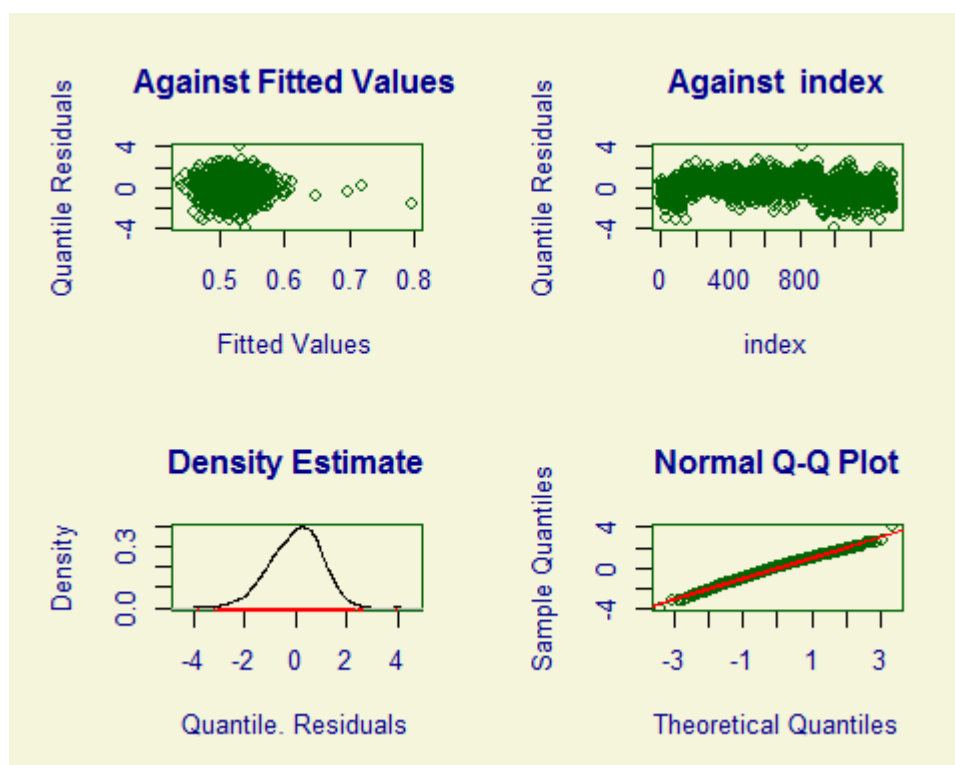 Against Fitted Values
Quantile Residuals
-4 0 4
0.5 0.6 0.7 0.8
Fitted Values
Against index
Quantile Residuals
-4 0 4
0 400 800
index
Density Estimate
Density
0.0 0.3
-4 -2 0 2 4
Quantile. Residuals
Normal Q-Q Plot
Sample Quantiles
-4 0 4
-3 -1 1 3
Theoretical Quantiles